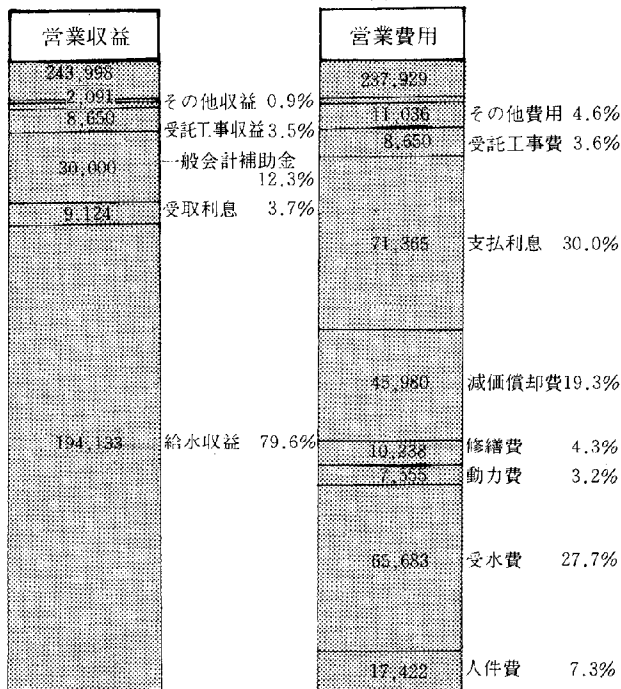 営業収益
243,998
2,091 その他収益 0.9%
8,650 受託工事収益 3.5%
30,000 一般会計補助金
12.3%
9,124 受取利息 3.7%
194,133 給水収益 79.6%
営業費用
237,929
11,036 その他費用 4.6%
8,650 受託工事費 3.6%
71,365 支払利息 30.0%
45,980 減価償却費 19.3%
10,238 修繕費 4.3%
7,555 動力費 3.2%
65,683 受水費 27.7%
17,422 人件費 7.3%